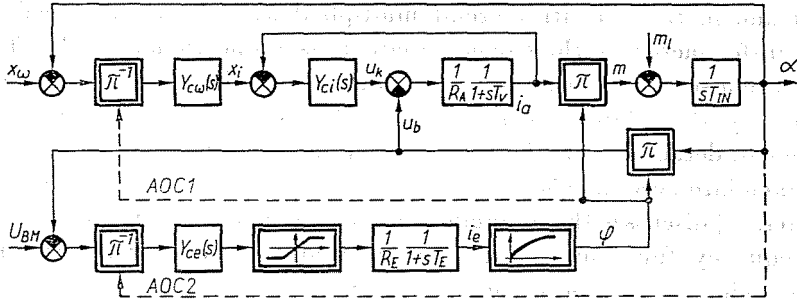 x_ω
π⁻¹
Y_cω(s)
x_i
Y_ci(s)
u_k
1/R_A 1/(1+sT_v)
i_a
π
m
m_l
1/(sT_IN)
α
u_b
π
AOC1
U_BM
π⁻¹
Y_ce(s)
1/R_E 1/(1+sT_E)
i_e
φ
AOC2